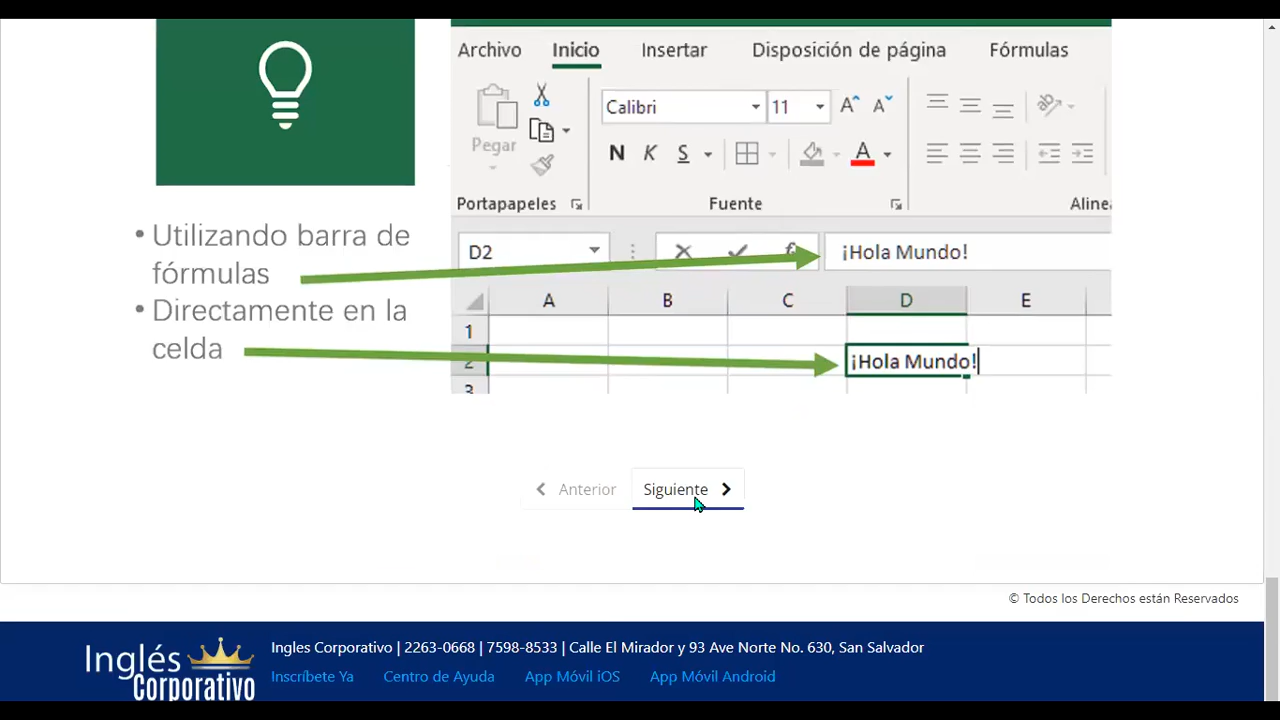 Archivo Inicio Insertar Disposición de página Fórmulas
Calibri 11 A A
Pegar
N K S A
Portapapeles Fuente Alinea
• Utilizando barra de
fórmulas
• Directamente en la
celda
D2 ¡Hola Mundo!
A B C D E
1
2 ¡Hola Mundo!
3
Anterior Siguiente
© Todos los Derechos están Reservados
Inglés
Corporativo
Ingles Corporativo | 2263-0668 | 7598-8533 | Calle El Mirador y 93 Ave Norte No. 630, San Salvador
Inscríbete Ya Centro de Ayuda App Móvil iOS App Móvil Android